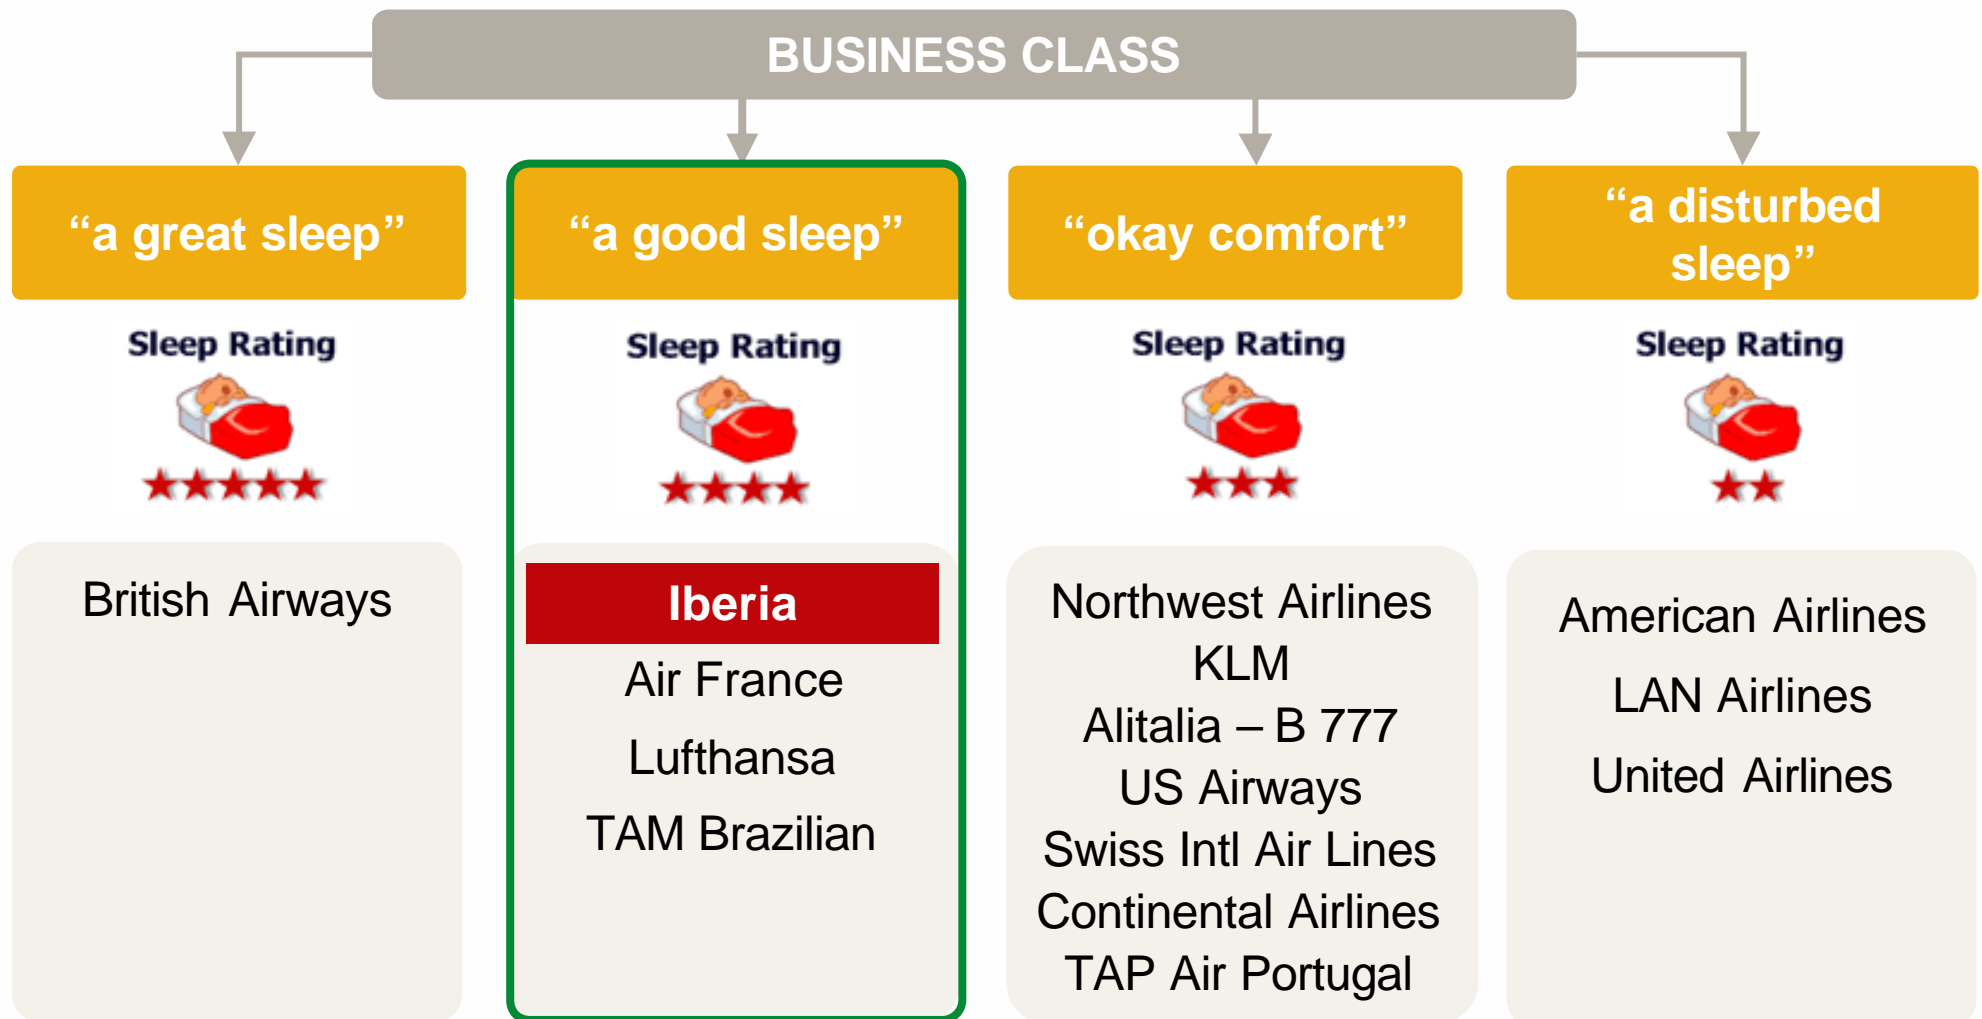 BUSINESS CLASS
“a great sleep”
Sleep Rating
British Airways
“a good sleep”
Sleep Rating
Iberia
Air France
Lufthansa
TAM Brazilian
“okay comfort”
Sleep Rating
Northwest Airlines
KLM
Alitalia – B 777
US Airways
Swiss Intl Air Lines
Continental Airlines
TAP Air Portugal
“a disturbed
sleep”
Sleep Rating
American Airlines
LAN Airlines
United Airlines